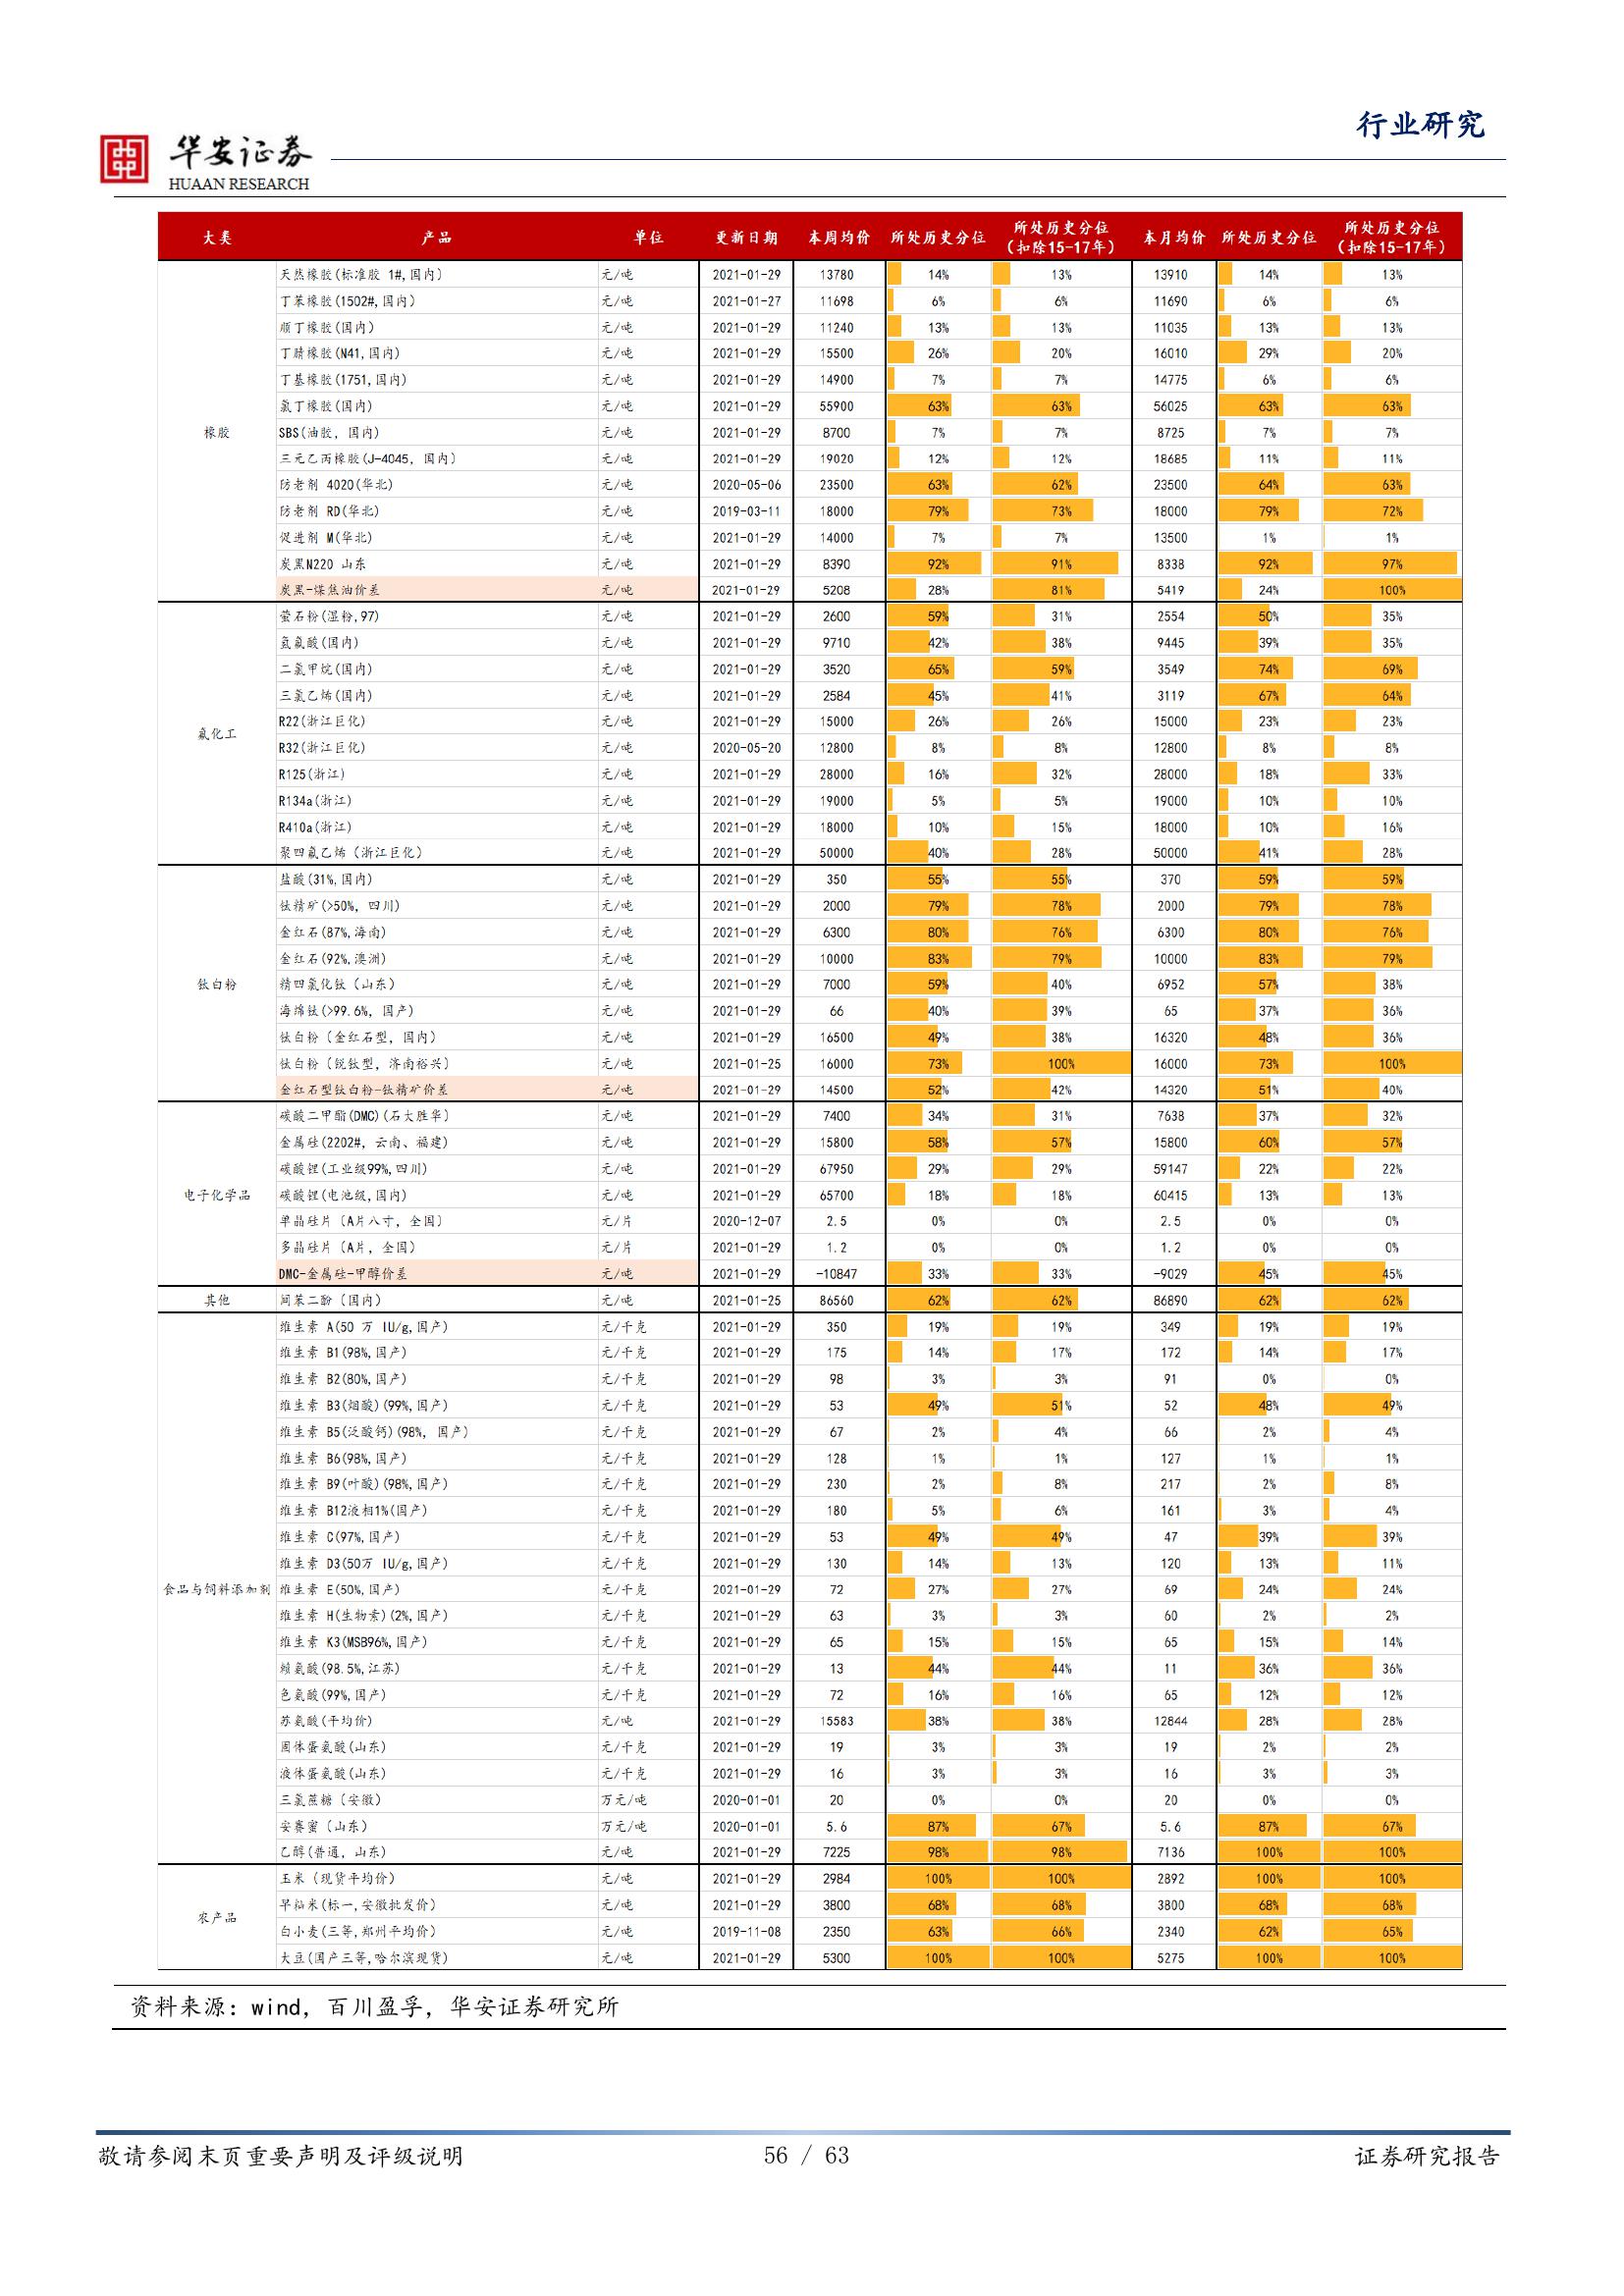 行业研究
华安证券
HUAAN RESEARCH
大类 产品 单位 更新日期 本周均价 所处历史分位 所处历史分位（扣除15-17年） 本月均价 所处历史分位 所处历史分位（扣除15-17年）
天然橡胶(标准胶 1#,国内) 元/吨 2021-01-29 13780 14% 13% 13910 14% 13%
丁苯橡胶(1502#,国内) 元/吨 2021-01-27 11698 6% 6% 11690 6% 6%
顺丁橡胶(国内) 元/吨 2021-01-29 11240 13% 13% 11035 13% 13%
丁腈橡胶(N41,国内) 元/吨 2021-01-29 15500 26% 20% 16010 29% 20%
丁基橡胶(1751,国内) 元/吨 2021-01-29 14900 7% 7% 14775 6% 6%
氯丁橡胶(国内) 元/吨 2021-01-29 55900 63% 63% 56025 63% 63%
橡胶 SBS(油胶, 国内) 元/吨 2021-01-29 8700 7% 7% 8725 7% 7%
三元乙丙橡胶(J-4045, 国内) 元/吨 2021-01-29 19020 12% 12% 18685 11% 11%
防老剂 4020(华北) 元/吨 2020-05-06 23500 63% 62% 23500 64% 63%
防老剂 RD(华北) 元/吨 2019-03-11 18000 79% 73% 18000 79% 72%
促进剂 M(华北) 元/吨 2021-01-29 14000 7% 7% 13500 1% 1%
炭黑N220 山东 元/吨 2021-01-29 8390 92% 91% 8338 92% 97%
炭黑-煤焦油价差 元/吨 2021-01-29 5208 28% 81% 5419 24% 100%
萤石粉(湿粉,97) 元/吨 2021-01-29 2600 59% 31% 2554 50% 35%
氢氟酸(国内) 元/吨 2021-01-29 9710 42% 38% 9445 39% 35%
二氯甲烷(国内) 元/吨 2021-01-29 3520 65% 59% 3549 74% 69%
三氯乙烯(国内) 元/吨 2021-01-29 2584 45% 41% 3119 67% 64%
R22(浙江巨化) 元/吨 2021-01-29 15000 26% 26% 15000 23% 23%
氟化工 R32(浙江巨化) 元/吨 2020-05-20 12800 8% 8% 12800 8% 8%
R125(浙江) 元/吨 2021-01-29 28000 16% 32% 28000 18% 33%
R134a(浙江) 元/吨 2021-01-29 19000 5% 5% 19000 10% 10%
R410a(浙江) 元/吨 2021-01-29 18000 10% 15% 18000 10% 16%
聚四氟乙烯（浙江巨化） 元/吨 2021-01-29 50000 40% 28% 50000 41% 28%
盐酸(31%,国内) 元/吨 2021-01-29 350 55% 55% 370 59% 59%
钛精矿(>50%, 四川) 元/吨 2021-01-29 2000 79% 78% 2000 79% 78%
金红石(87%,海南) 元/吨 2021-01-29 6300 80% 76% 6300 80% 76%
金红石(92%,澳洲) 元/吨 2021-01-29 10000 83% 79% 10000 83% 79%
钛白粉 精四氯化钛（山东） 元/吨 2021-01-29 7000 59% 40% 6952 57% 38%
海绵钛(>99.6%, 国产) 元/吨 2021-01-29 66 40% 39% 65 37% 36%
钛白粉（金红石型, 国内） 元/吨 2021-01-29 16500 49% 38% 16320 48% 36%
钛白粉（锐钛型, 济南裕兴） 元/吨 2021-01-25 16000 73% 100% 16000 73% 100%
金红石型钛白粉-钛精矿价差 元/吨 2021-01-29 14500 52% 42% 14320 51% 40%
碳酸二甲酯(DMC)(石大胜华) 元/吨 2021-01-29 7400 34% 31% 7638 37% 32%
金属硅(2202#, 云南、福建) 元/吨 2021-01-29 15800 58% 57% 15800 60% 57%
碳酸锂(工业级99%,四川) 元/吨 2021-01-29 67950 29% 29% 59147 22% 22%
电子化学品 碳酸锂(电池级,国内) 元/吨 2021-01-29 65700 18% 18% 60415 13% 13%
单晶硅片（A片八寸, 全国） 元/片 2020-12-07 2.5 0% 0% 2.5 0% 0%
多晶硅片（A片, 全国） 元/片 2021-01-29 1.2 0% 0% 1.2 0% 0%
DMC-金属硅-甲醇价差 元/吨 2021-01-29 -10847 33% 33% -9029 45% 45%
其他 间苯二酚（国内） 元/吨 2021-01-25 86560 62% 62% 86890 62% 62%
维生素 A(50 万 IU/g,国产) 元/千克 2021-01-29 350 19% 19% 349 19% 19%
维生素 B1(98%,国产) 元/千克 2021-01-29 175 14% 17% 172 14% 17%
维生素 B2(80%,国产) 元/千克 2021-01-29 98 3% 3% 91 0% 0%
维生素 B3(烟酸)(99%,国产) 元/千克 2021-01-29 53 49% 51% 52 48% 49%
维生素 B5(泛酸钙)(98%, 国产) 元/千克 2021-01-29 67 2% 4% 66 2% 4%
维生素 B6(98%,国产) 元/千克 2021-01-29 128 1% 1% 127 1% 1%
维生素 B9(叶酸)(98%,国产) 元/千克 2021-01-29 230 2% 8% 217 2% 8%
维生素 B12液相1%(国产) 元/千克 2021-01-29 180 5% 6% 161 3% 4%
维生素 C(97%,国产) 元/千克 2021-01-29 53 49% 49% 47 39% 39%
维生素 D3(50万 IU/g,国产) 元/千克 2021-01-29 130 14% 13% 120 13% 11%
食品与饲料添加剂 维生素 E(50%,国产) 元/千克 2021-01-29 72 27% 27% 69 24% 24%
维生素 H(生物素)(2%,国产) 元/千克 2021-01-29 63 3% 3% 60 2% 2%
维生素 K3(MSB96%,国产) 元/千克 2021-01-29 65 15% 15% 65 15% 14%
赖氨酸(98.5%,江苏) 元/千克 2021-01-29 13 44% 44% 11 36% 36%
色氨酸(99%,国产) 元/千克 2021-01-29 72 16% 16% 65 12% 12%
苏氨酸(平均价) 元/吨 2021-01-29 15583 38% 38% 12844 28% 28%
固体蛋氨酸(山东) 元/千克 2021-01-29 19 3% 3% 19 2% 2%
液体蛋氨酸(山东) 元/千克 2021-01-29 16 3% 3% 16 3% 3%
三氯蔗糖（安徽） 万元/吨 2020-01-01 20 0% 0% 20 0% 0%
安赛蜜（山东） 万元/吨 2020-01-01 5.6 87% 67% 5.6 87% 67%
乙醇(普通, 山东) 元/吨 2021-01-29 7225 98% 98% 7136 100% 100%
玉米（现货平均价） 元/吨 2021-01-29 2984 100% 100% 2892 100% 100%
早籼米(标一,安徽批发价) 元/吨 2021-01-29 3800 68% 68% 3800 68% 68%
农产品 白小麦(三等,郑州平均价) 元/吨 2019-11-08 2350 63% 66% 2340 62% 65%
大豆(国产三等,哈尔滨现货) 元/吨 2021-01-29 5300 100% 100% 5275 100% 100%
资料来源：wind，百川盈孚，华安证券研究所
敬请参阅末页重要声明及评级说明 56 / 63 证券研究报告